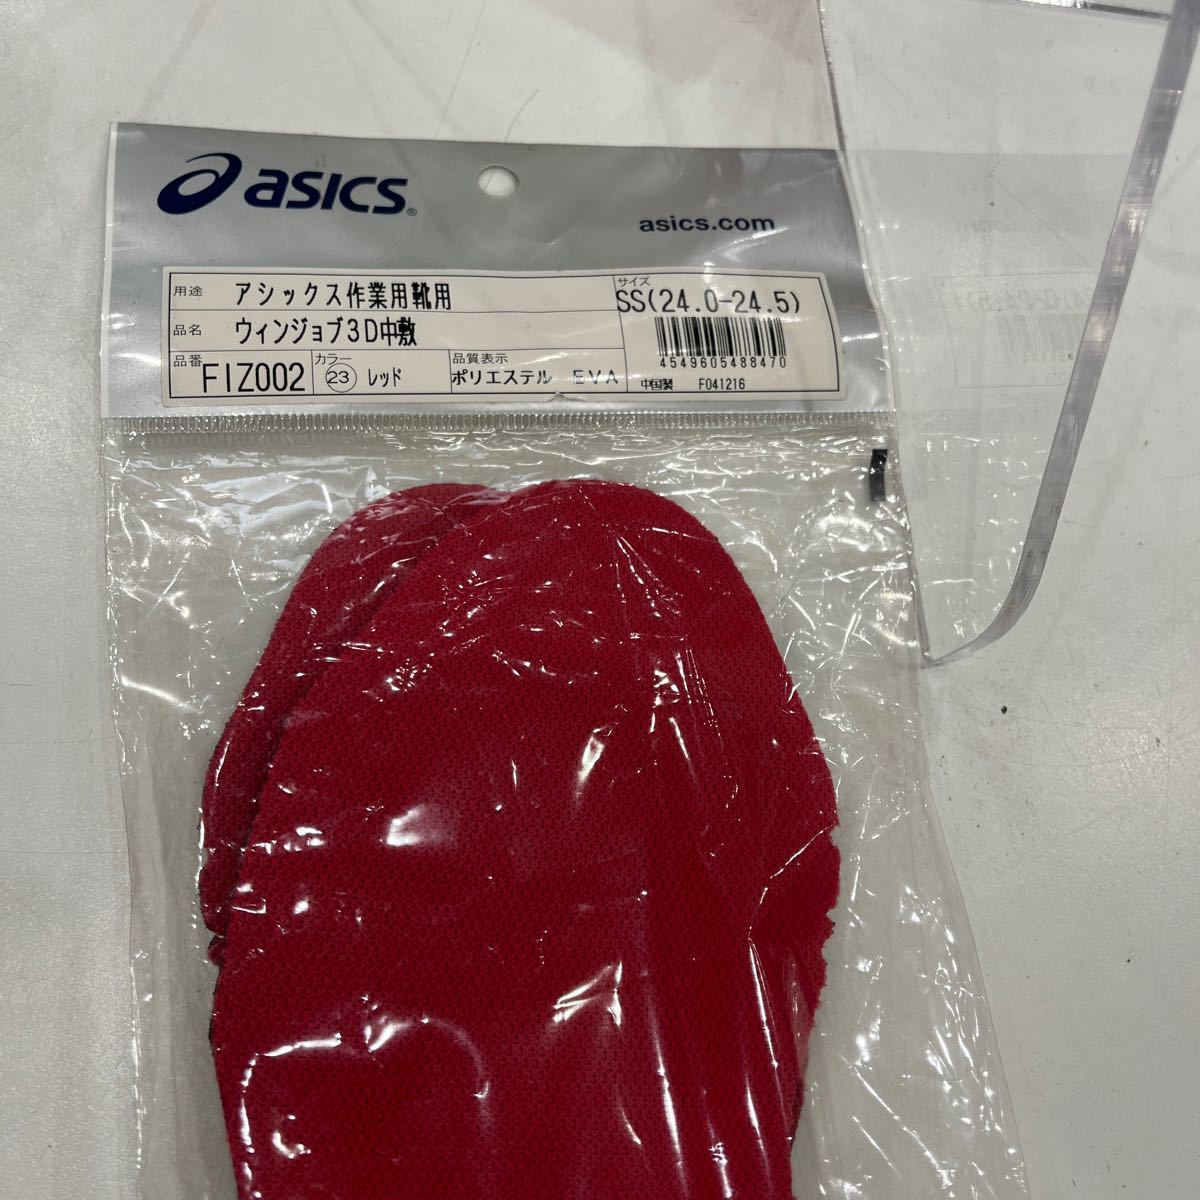 asics
asics.com
用途 アシックス作業用靴用
品名 ウィンジョブ3D中敷
品番 FIZ002 カラー 23 レッド 品質表示 ポリエステル EVA
サイズ SS(24.0-24.5)
4549605488470
中国製 F041216